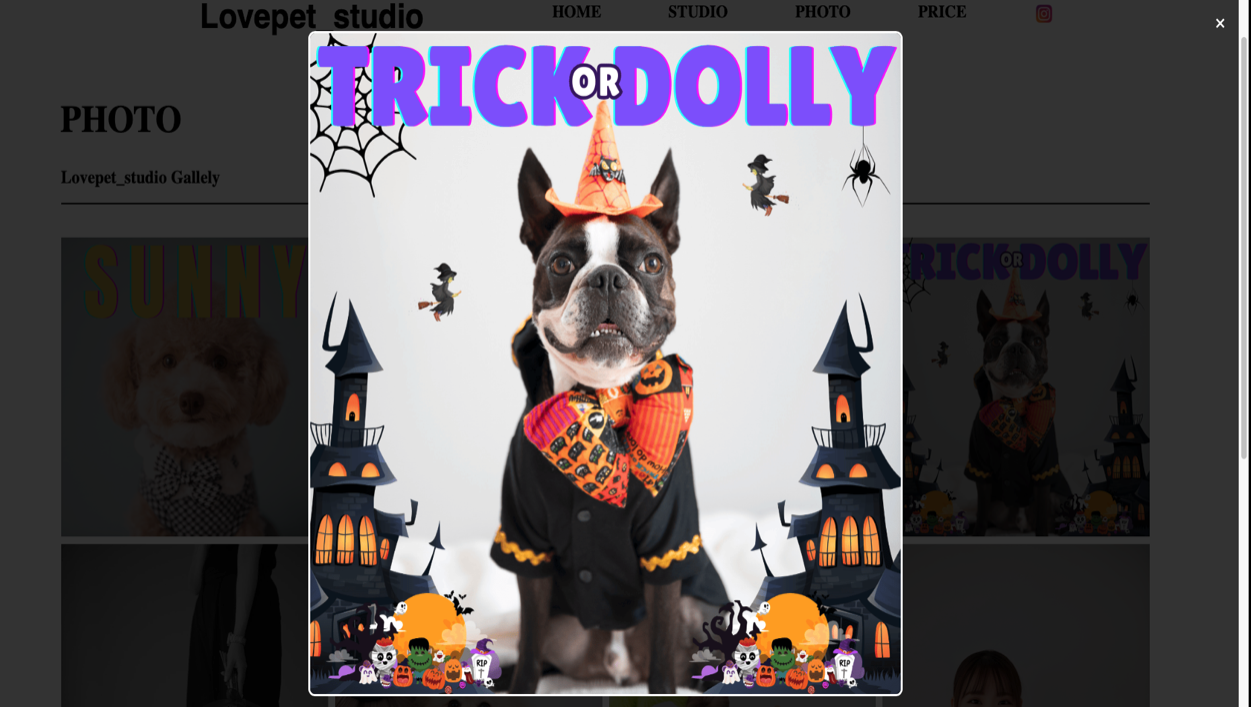 Lovepet_studio
HOME STUDIO PHOTO PRICE
×
TRICK OR DOLLY
PHOTO
Lovepet_studio Gallely
SUNNY
TRICK OR DOLLY
RIP
RIP